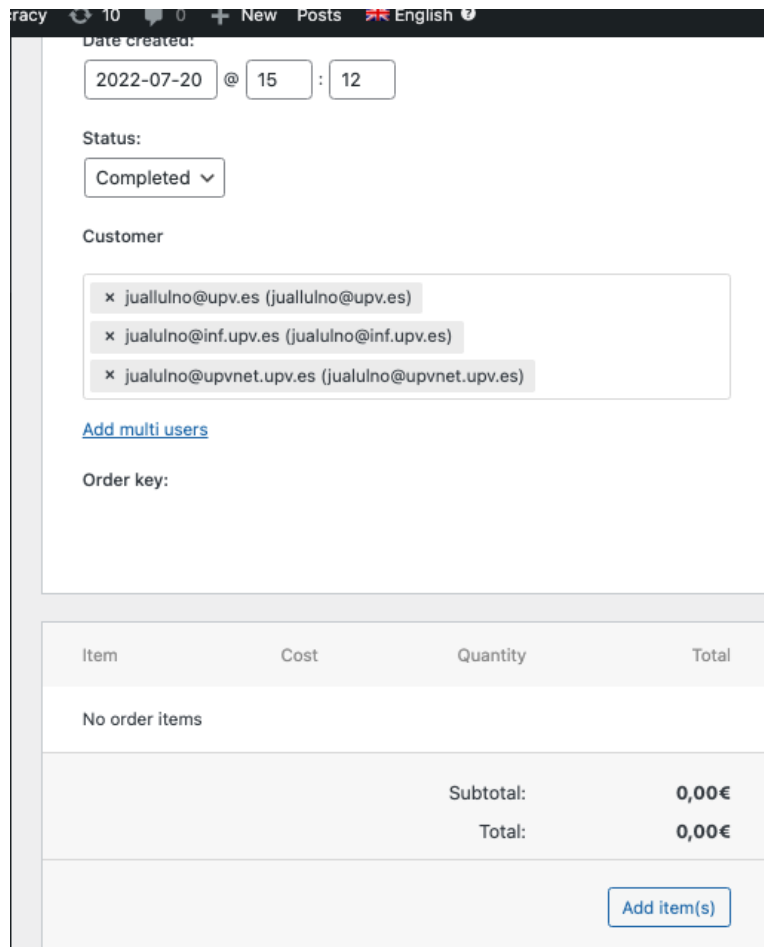 racy 10 0 + New Posts English ?
Date created:
2022-07-20 @ 15 : 12
Status:
Completed
Customer
× juallulno@upv.es (juallulno@upv.es)
× jualulno@inf.upv.es (jualulno@inf.upv.es)
× jualulno@upvnet.upv.es (jualulno@upvnet.upv.es)
Add multi users
Order key:
Item Cost Quantity Total
No order items
Subtotal: 0,00€
Total: 0,00€
Add item(s)